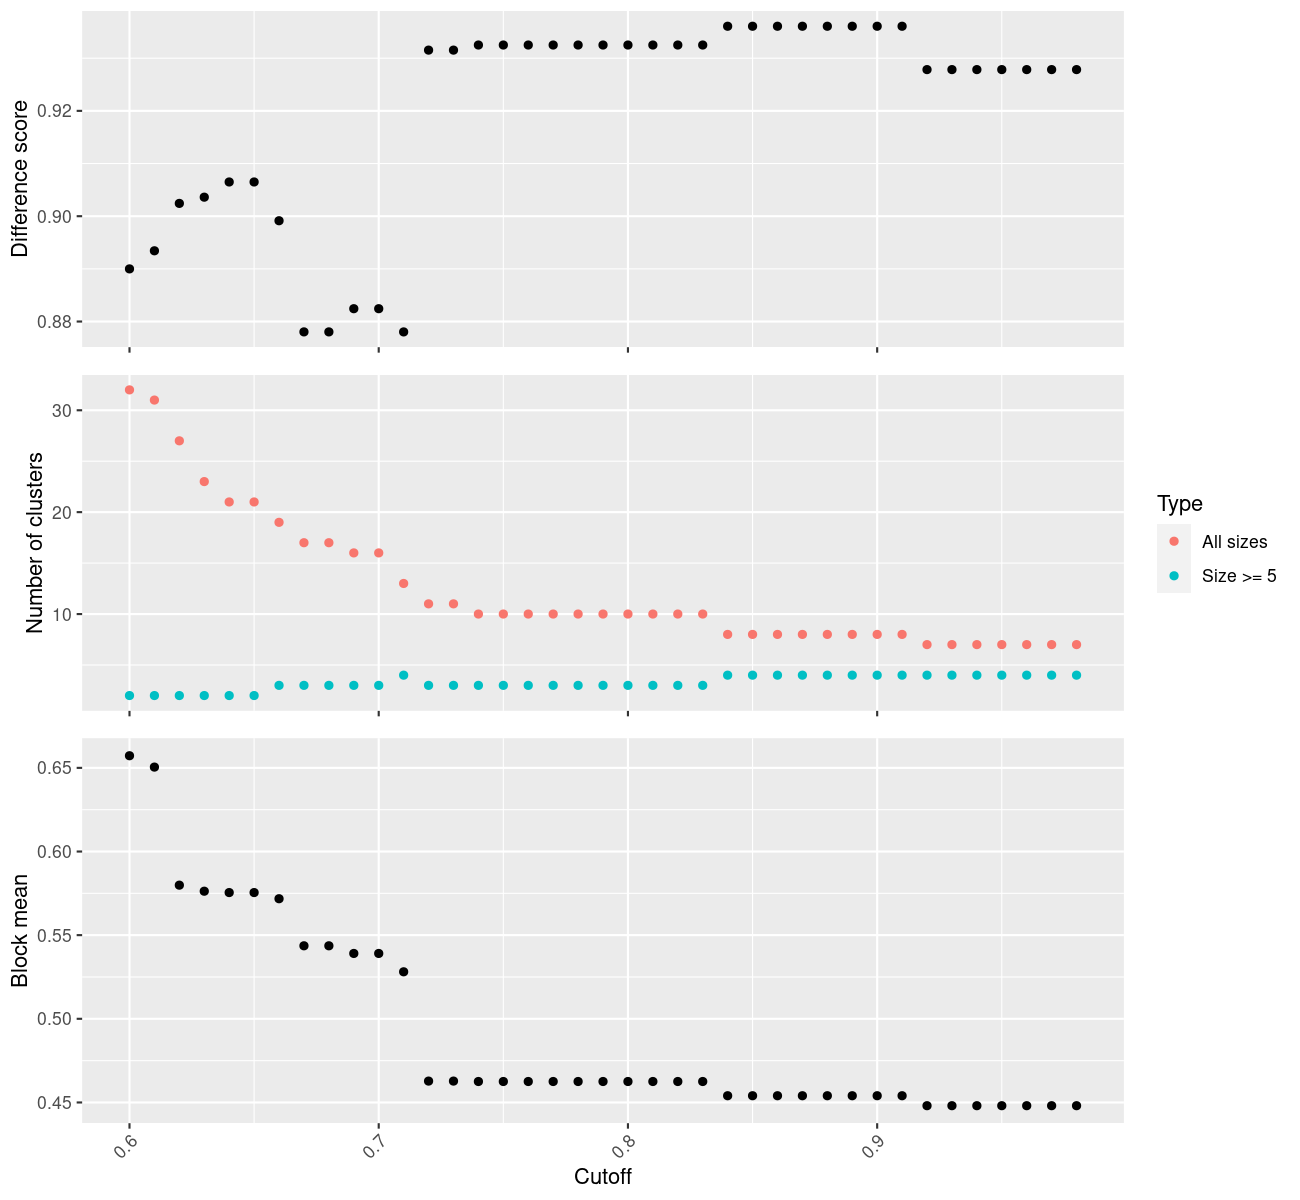 Difference score
0.92
0.90
0.88
Number of clusters
30
20
10
Type
All sizes
Size >= 5
Block mean
0.65
0.60
0.55
0.50
0.45
0.6
0.7
0.8
0.9
Cutoff